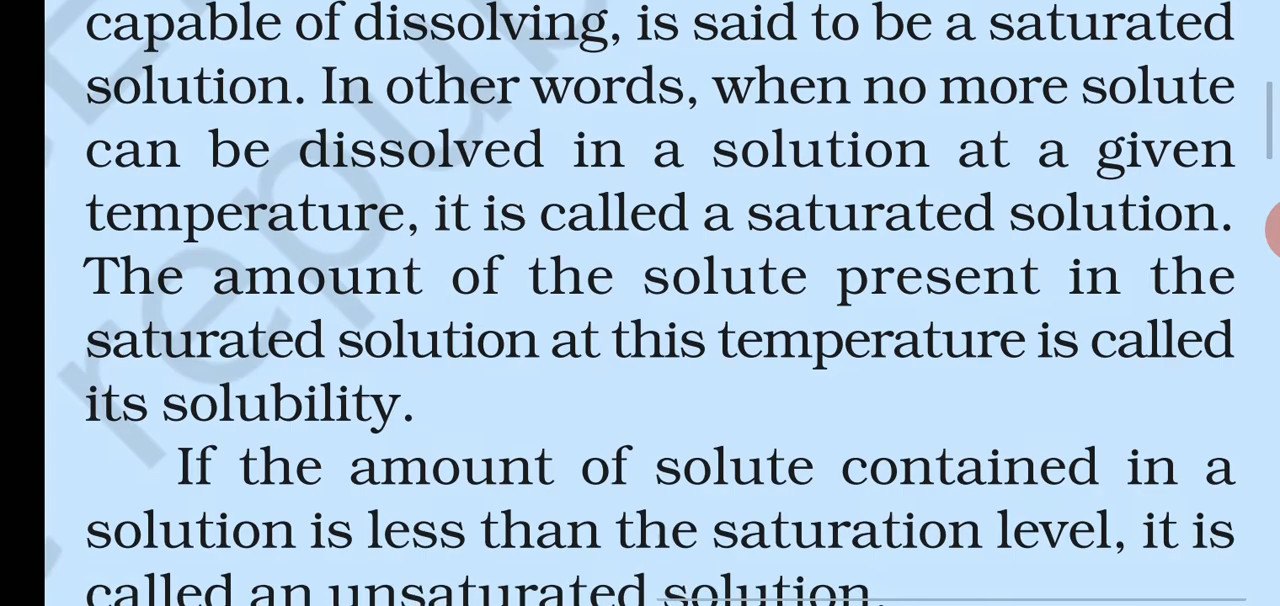 capable of dissolving, is said to be a saturated
solution. In other words, when no more solute
can be dissolved in a solution at a given
temperature, it is called a saturated solution.
The amount of the solute present in the
saturated solution at this temperature is called
its solubility.
If the amount of solute contained in a
solution is less than the saturation level, it is
called an unsaturated solution.